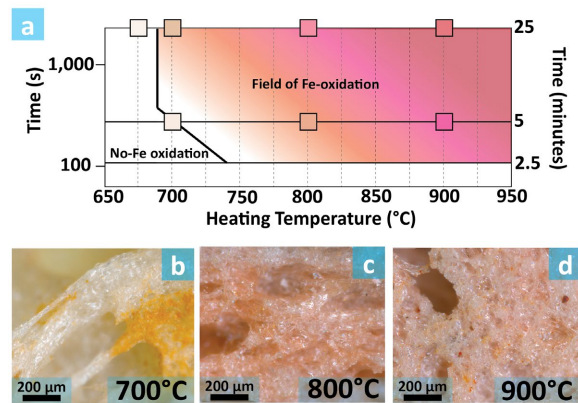 a
Time (s)
1,000
100
Field of Fe-oxidation
No-Fe oxidation
25
5
2.5
Time (minutes)
650 700 750 800 850 900 950
Heating Temperature (°C)
b
200 µm
700°C
c
200 µm
800°C
d
200 µm
900°C